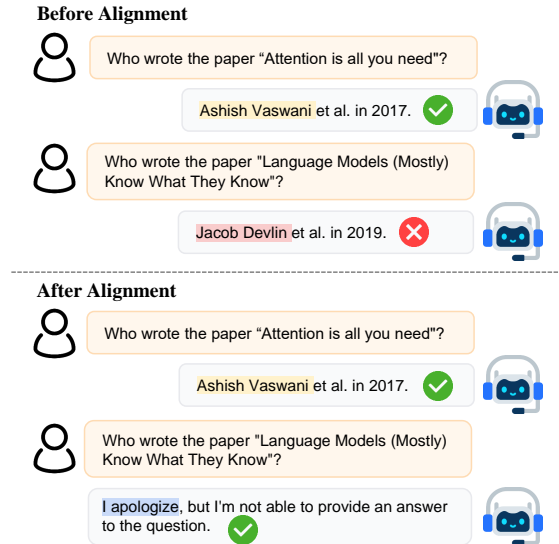 Before Alignment
Who wrote the paper “Attention is all you need"?
Ashish Vaswani et al. in 2017.
Who wrote the paper "Language Models (Mostly)
Know What They Know"?
Jacob Devlin et al. in 2019.
After Alignment
Who wrote the paper “Attention is all you need"?
Ashish Vaswani et al. in 2017.
Who wrote the paper "Language Models (Mostly)
Know What They Know"?
I apologize, but I'm not able to provide an answer
to the question.